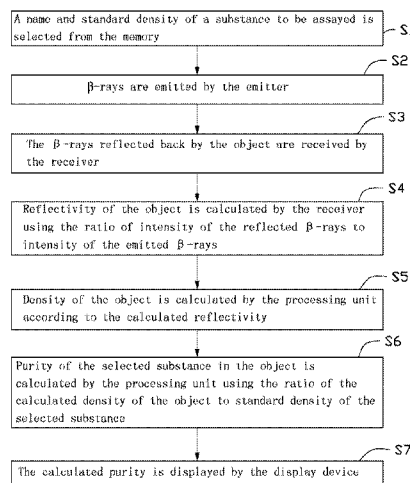 A name and standard density of a substance to be assayed is
selected from the memory
S
S2
β-rays are emitted by the emitter
S3
The β-rays reflected back by the object are received by
the receiver
S4
Reflectivity of the object is calculated by the receiver
using the ratio of intensity of the reflected β-rays to
intensity of the emitted β-rays
S5
Density of the object is calculated by the processing unit
according to the calculated reflectivity
S6
Purity of the selected substance in the object is
calculated by the processing unit using the ratio of the
calculated density of the object to standard density of the
selected substance
S7
The calculated purity is displayed by the display device